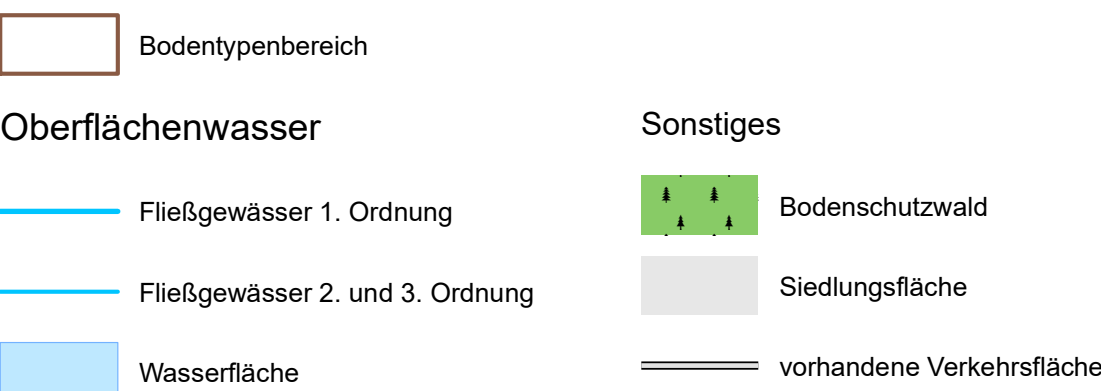 Bodentypenbereich
Oberflächenwasser
Fließgewässer 1. Ordnung
Fließgewässer 2. und 3. Ordnung
Wasserfläche
Sonstiges
Bodenschutzwald
Siedlungsfläche
vorhandene Verkehrsfläche